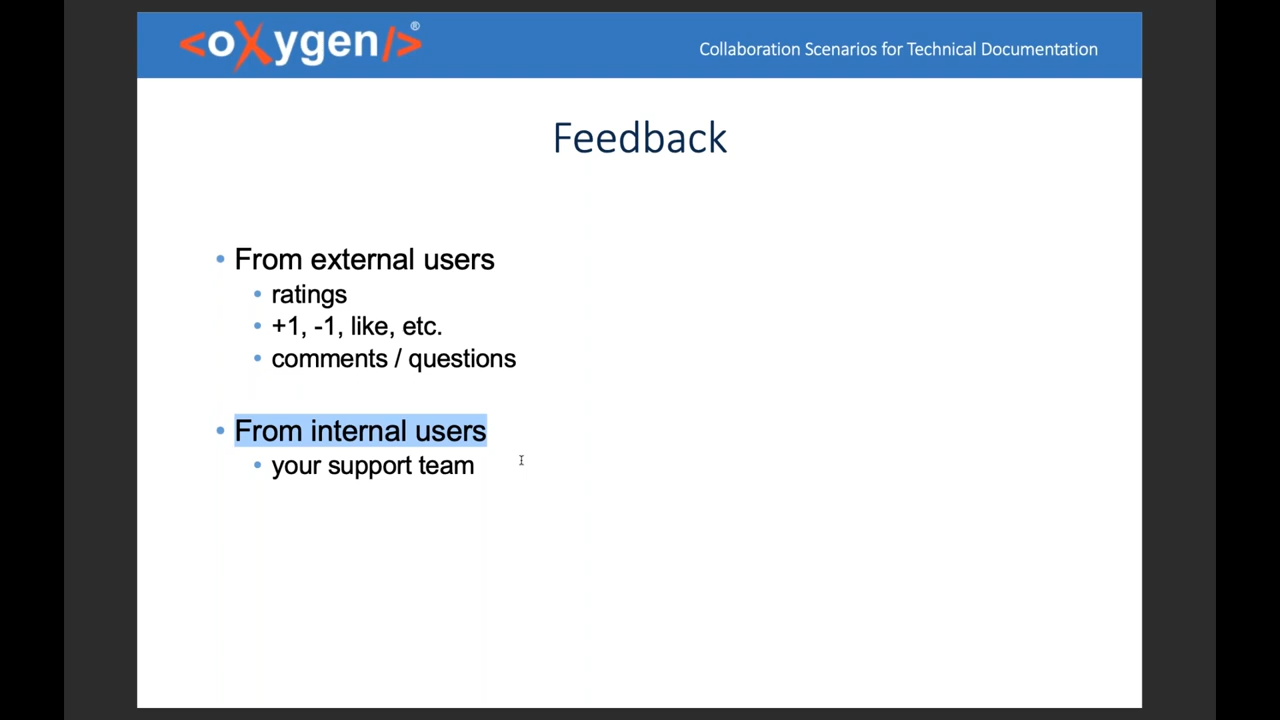 <oXygen/>®
Collaboration Scenarios for Technical Documentation
Feedback
• From external users
• ratings
• +1, -1, like, etc.
• comments / questions
• From internal users
• your support team